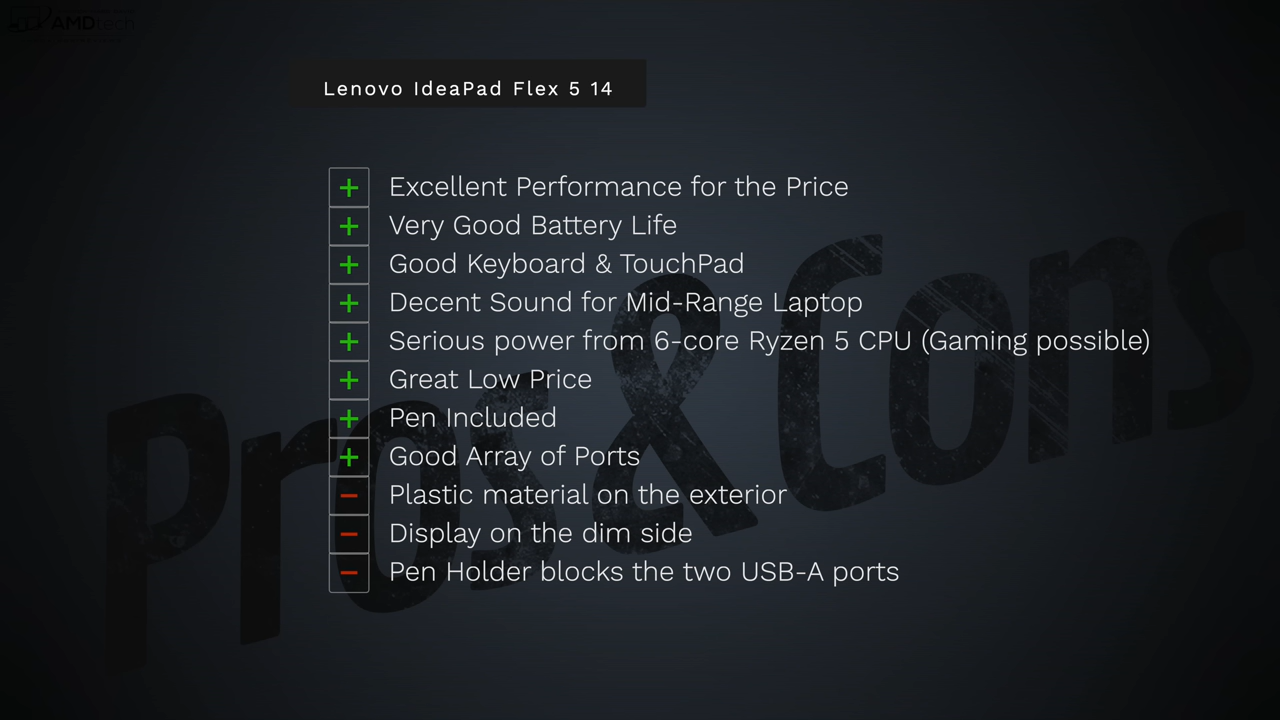 AMDtech
Lenovo IdeaPad Flex 5 14
+ Excellent Performance for the Price
+ Very Good Battery Life
+ Good Keyboard & TouchPad
+ Decent Sound for Mid-Range Laptop
+ Serious power from 6-core Ryzen 5 CPU (Gaming possible)
+ Great Low Price
+ Pen Included
+ Good Array of Ports
− Plastic material on the exterior
− Display on the dim side
− Pen Holder blocks the two USB-A ports
Pros & Cons